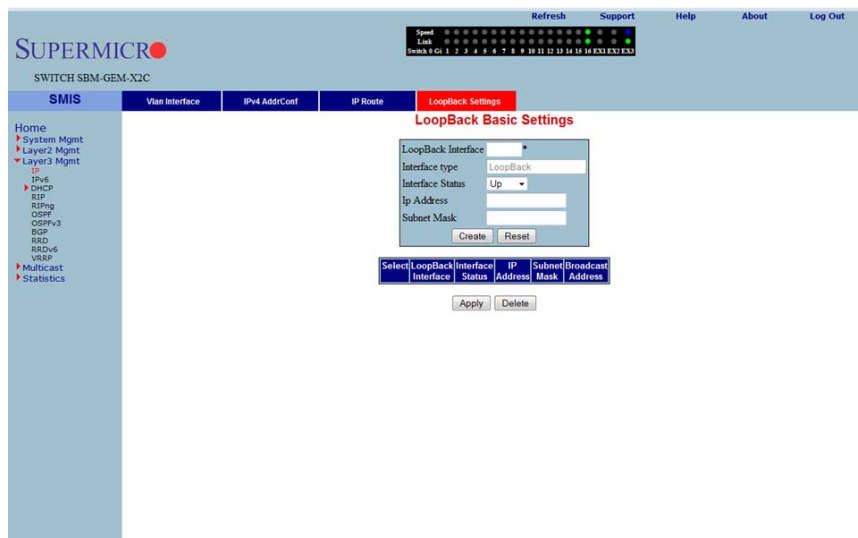 Refresh Support Help About Log Out
SUPERMICRO
SWITCH SBM-GEM-X2C
Speed
Link
Switch 0 Gi 1 2 3 4 5 6 7 8 9 10 11 12 13 14 15 16 EX1 EX2 EX3
SMIS
Vlan Interface IPv4 AddrConf IP Route LoopBack Settings
Home
System Mgmt
Layer2 Mgmt
Layer3 Mgmt
IP
IPv6
DHCP
RIP
RIPng
OSPF
OSPFv3
BGP
RRD
RRDv6
VRRP
Multicast
Statistics
LoopBack Basic Settings
LoopBack Interface *
Interface type LoopBack
Interface Status Up
Ip Address
Subnet Mask
Create Reset
Select LoopBack Interface Interface Status IP Address Subnet Mask Broadcast Address
Apply Delete